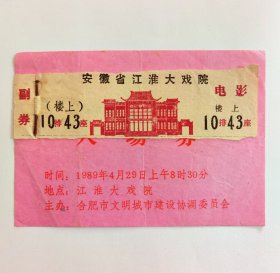 安徽省江淮大戏院
副券
(楼上)
10排43座
电影
楼上
10排43座
入场券
时间：1989年4月29日上午8时30分
地点：江淮大戏院
主办：合肥市文明城市建设协调委员会